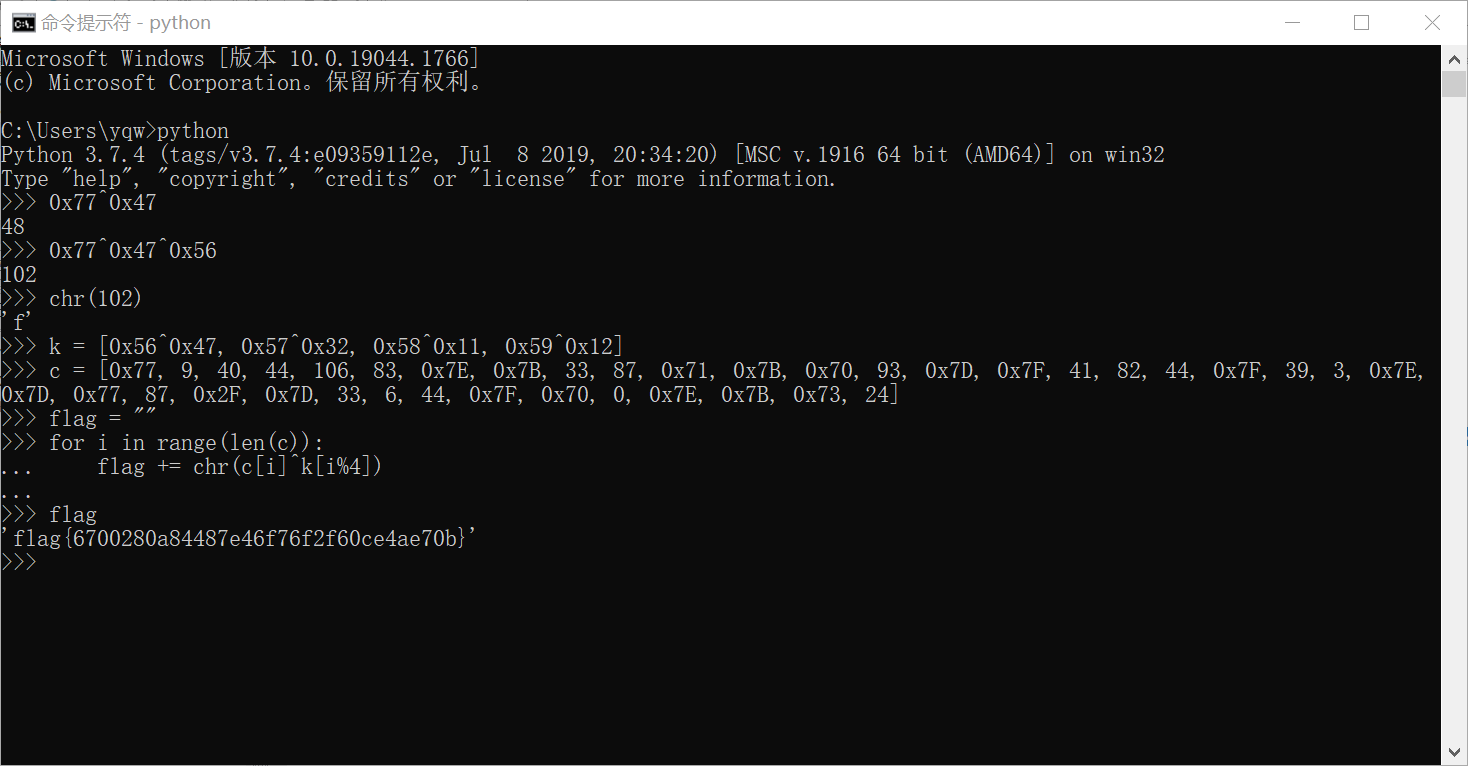 命令提示符 - python
Microsoft Windows [版本 10.0.19044.1766]
(c) Microsoft Corporation。保留所有权利。
C:\Users\yqw>python
Python 3.7.4 (tags/v3.7.4:e09359112e, Jul  8 2019, 20:34:20) [MSC v.1916 64 bit (AMD64)] on win32
Type "help", "copyright", "credits" or "license" for more information.
>>> 0x77^0x47
48
>>> 0x77^0x47^0x56
102
>>> chr(102)
'f'
>>> k = [0x56^0x47, 0x57^0x32, 0x58^0x11, 0x59^0x12]
>>> c = [0x77, 9, 40, 44, 106, 83, 0x7E, 0x7B, 33, 87, 0x71, 0x7B, 0x70, 93, 0x7D, 0x7F, 41, 82, 44, 0x7F, 39, 3, 0x7E,
0x7D, 0x77, 87, 0x2F, 0x7D, 33, 6, 44, 0x7F, 0x70, 0, 0x7E, 0x7B, 0x73, 24]
>>> flag = ""
>>> for i in range(len(c)):
...     flag += chr(c[i]^k[i%4])
...
>>> flag
'flag{6700280a84487e46f76f2f60ce4ae70b}'
>>>